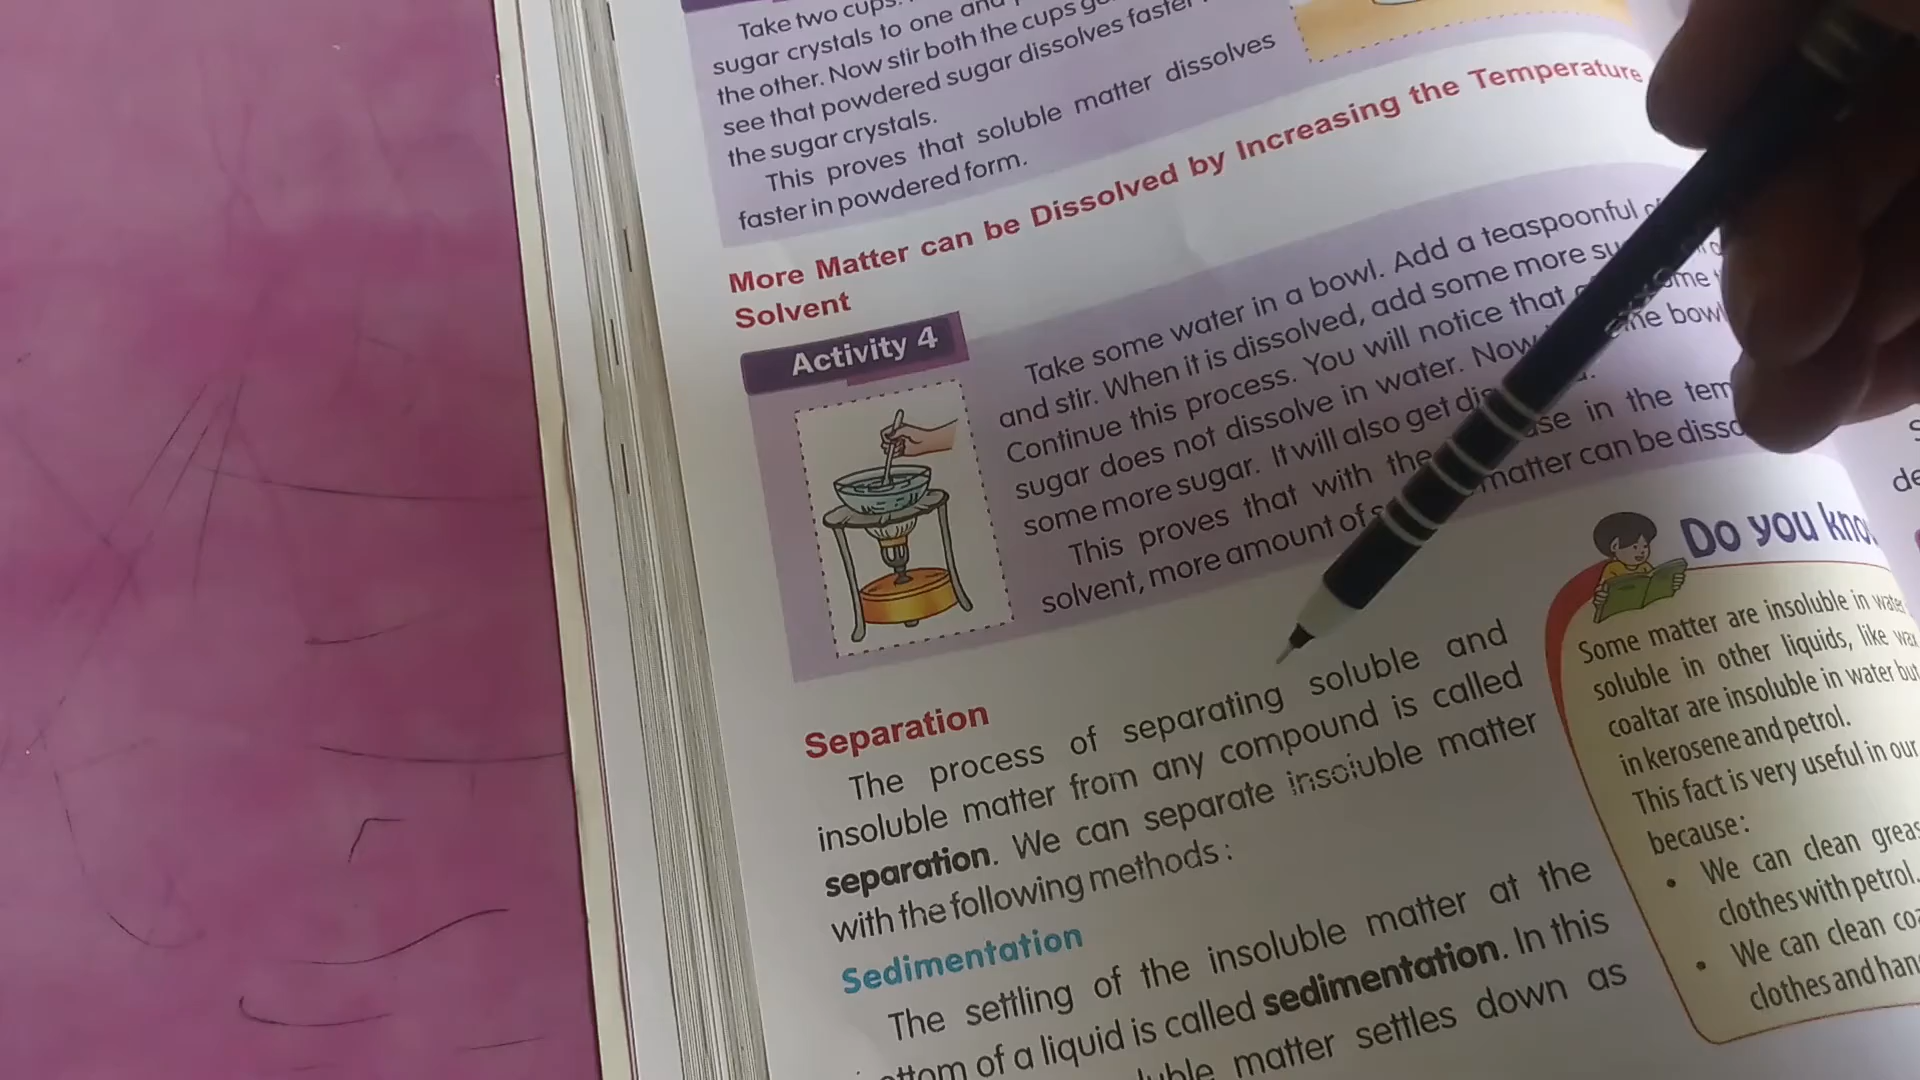 Take two cups.
sugar crystals to one and
the other. Now stir both the cups
see that powdered sugar dissolves faster
the sugar crystals.
This proves that soluble matter dissolves
faster in powdered form.
More Matter can be Dissolved by Increasing the Temperature
Solvent
Activity 4
Take some water in a bowl. Add a teaspoonful
and stir. When it is dissolved, add some more
Continue this process. You will notice that
sugar does not dissolve in water. Now bowl
some more sugar. It will also get
This proves that with the in the
solvent, more amount of matter can be
Separation
The process of separating soluble and
insoluble matter from any compound is called
separation. We can separate insoluble matter
with the following methods :
Sedimentation
The settling of the insoluble matter at the
of a liquid is called sedimentation. In this
matter settles down as
Do you
Some matter are insoluble in
soluble in other liquids, like
coaltar are insoluble in water but
in kerosene and petrol.
This fact is very useful in our
because:
• We can clean
clothes with petrol.
• We can clean
clothes and